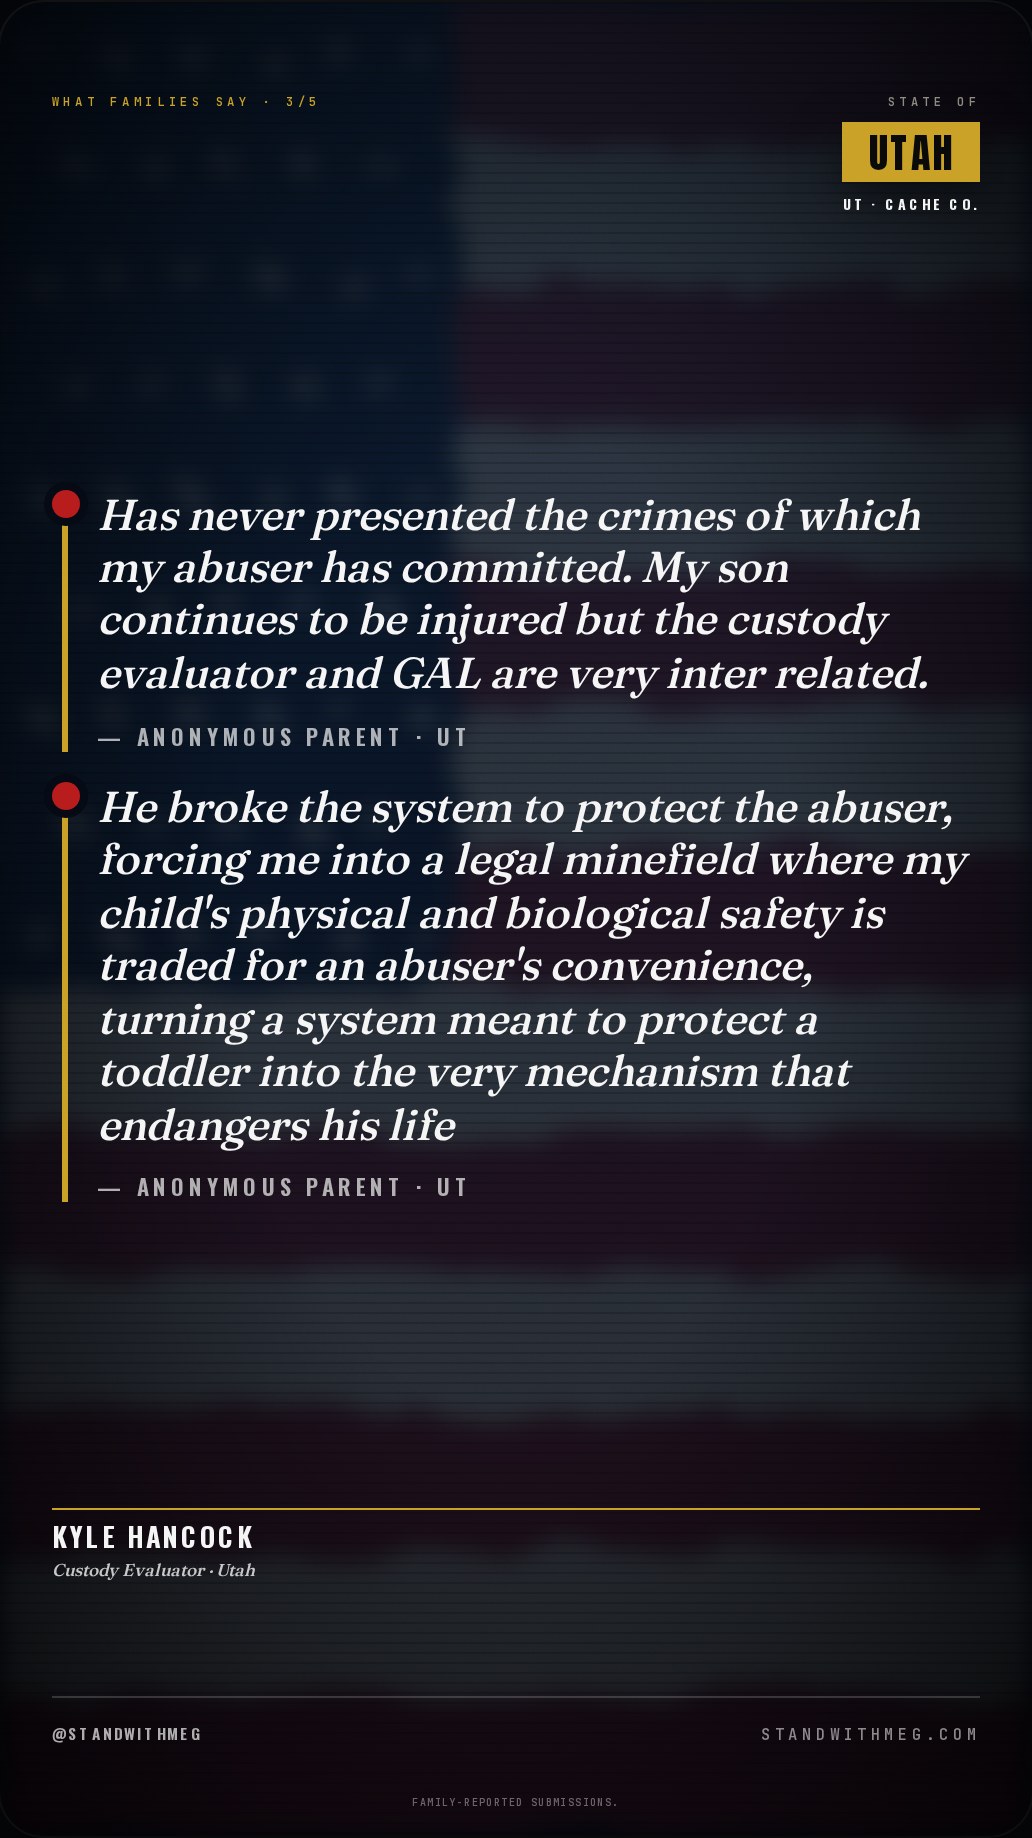 WHAT FAMILIES SAY · 3/5
STATE OF
UTAH
UT · CACHE CO.
Has never presented the crimes of which
my abuser has committed. My son
continues to be injured but the custody
evaluator and GAL are very inter related.
— ANONYMOUS PARENT · UT
He broke the system to protect the abuser,
forcing me into a legal minefield where my
child's physical and biological safety is
traded for an abuser's convenience,
turning a system meant to protect a
toddler into the very mechanism that
endangers his life
— ANONYMOUS PARENT · UT
KYLE HANCOCK
Custody Evaluator · Utah
@STANDWITHMEG
STANDWITHMEG.COM
FAMILY-REPORTED SUBMISSIONS.